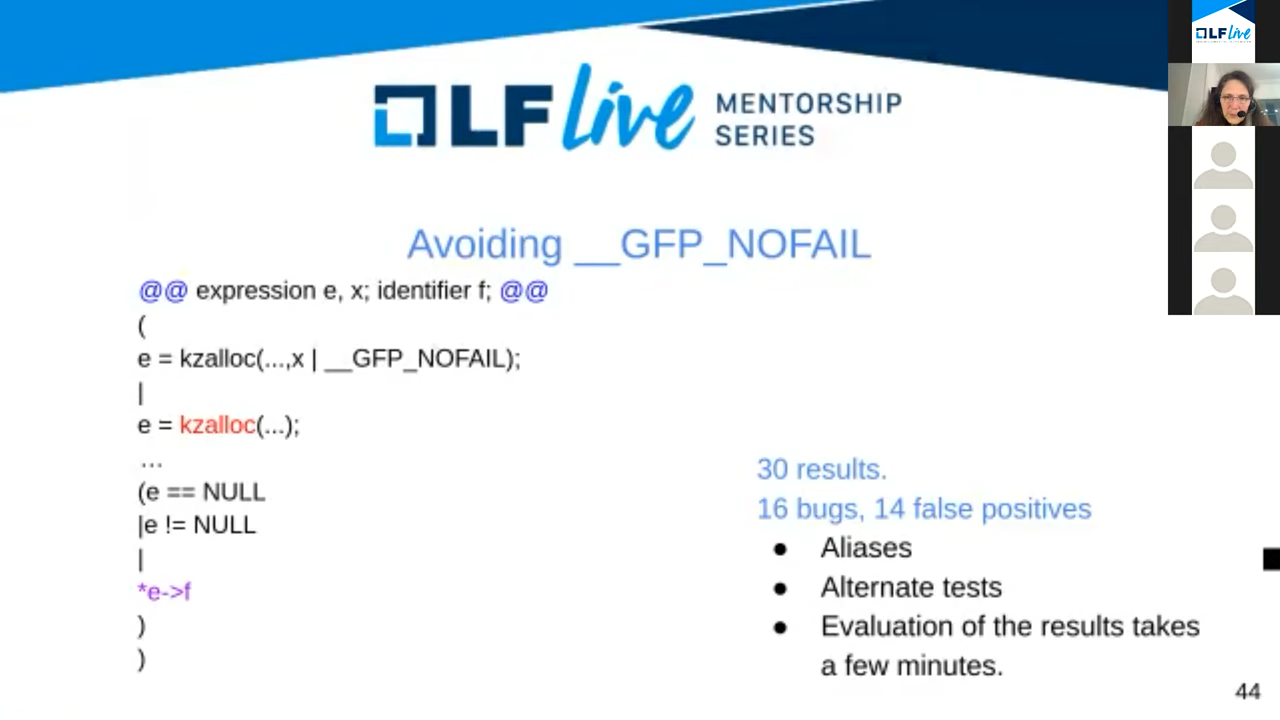 LF Live MENTORSHIP
SERIES
LF Live
Avoiding __GFP_NOFAIL
@@ expression e, x; identifier f; @@
(
e = kzalloc(...,x | __GFP_NOFAIL);
|
e = kzalloc(...);
...
(e == NULL
|e != NULL
|
*e->f
)
)
30 results.
16 bugs, 14 false positives
● Aliases
● Alternate tests
● Evaluation of the results takes
a few minutes.
44